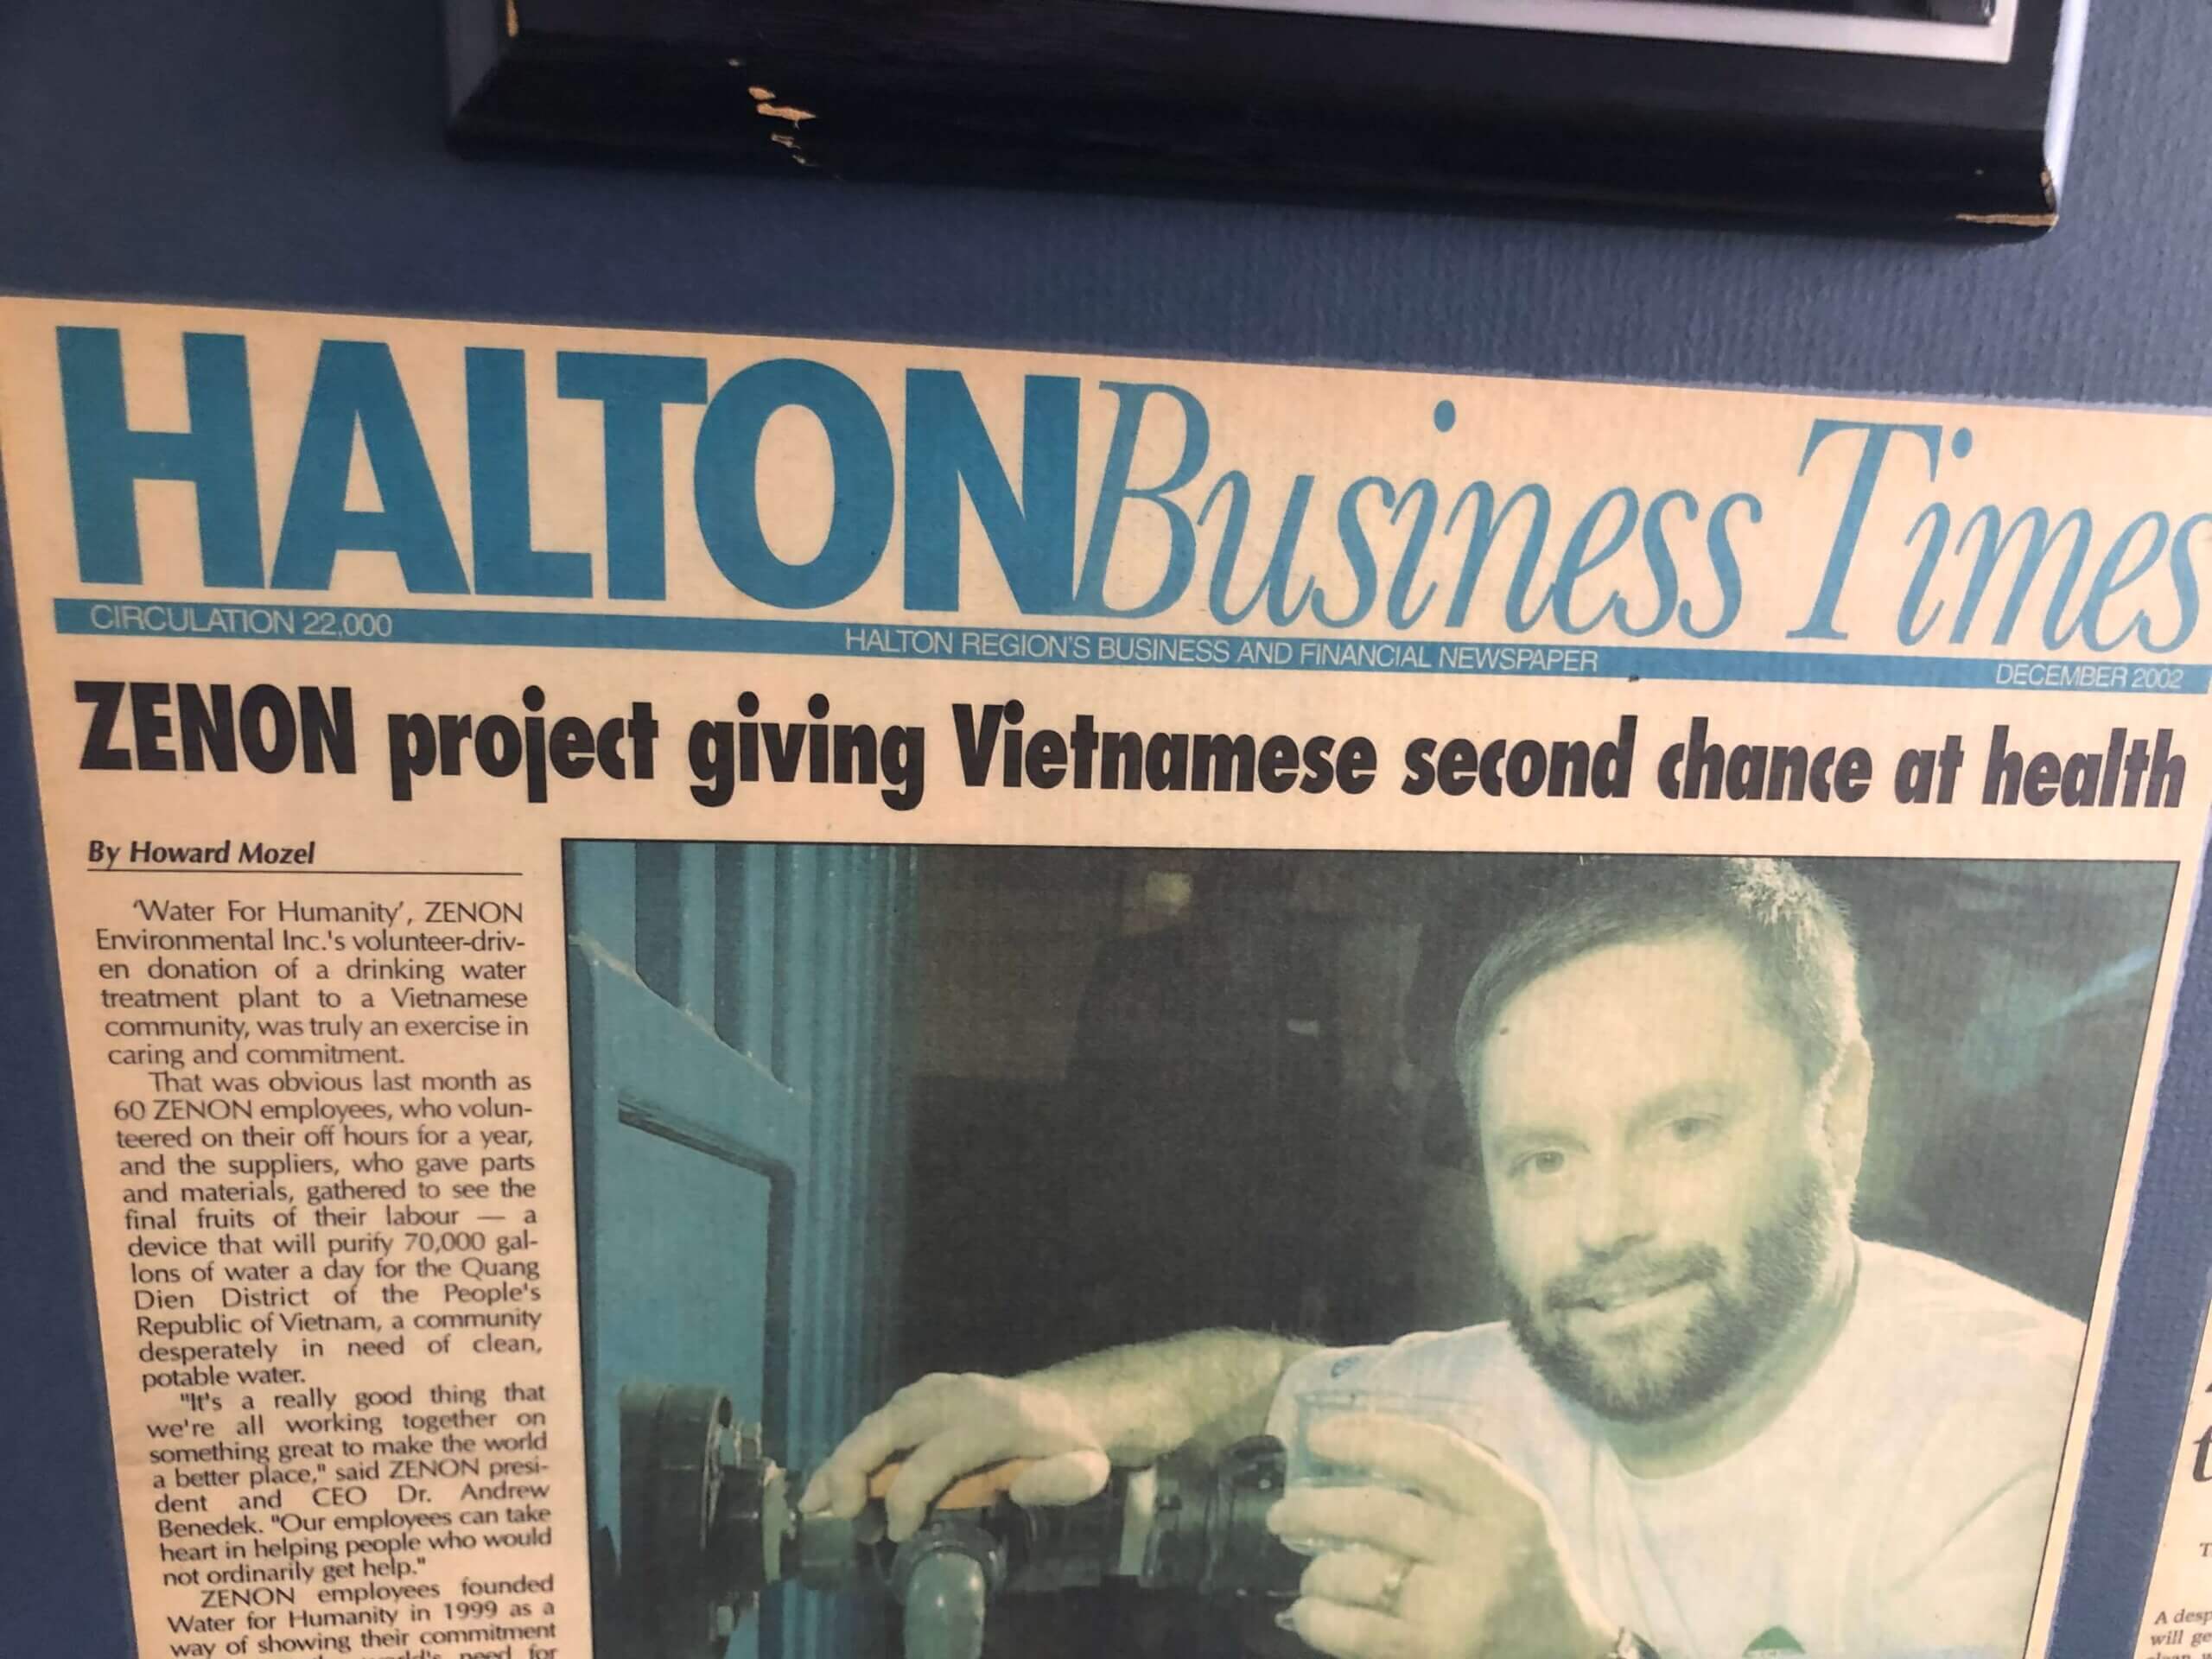 HALTON Business Times
CIRCULATION 22,000
HALTON REGION'S BUSINESS AND FINANCIAL NEWSPAPER
DECEMBER 2002
ZENON project giving Vietnamese second chance at health
By Howard Mozel
'Water For Humanity', ZENON
Environmental Inc.'s volunteer-driv-
en donation of a drinking water
treatment plant to a Vietnamese
community, was truly an exercise in
caring and commitment.
That was obvious last month as
60 ZENON employees, who volun-
teered on their off hours for a year,
and the suppliers, who gave parts
and materials, gathered to see the
final fruits of their labour — a
device that will purify 70,000 gal-
lons of water a day for the Quang
Dien District of the People's
Republic of Vietnam, a community
desperately in need of clean,
potable water.
"It's a really good thing that
we're all working together on
something great to make the world
a better place," said ZENON presi-
dent and CEO Dr. Andrew
Benedek. "Our employees can take
heart in helping people who would
not ordinarily get help."
ZENON employees founded
Water for Humanity in 1999 as a
way of showing their commitment
need for
A desp
will ge